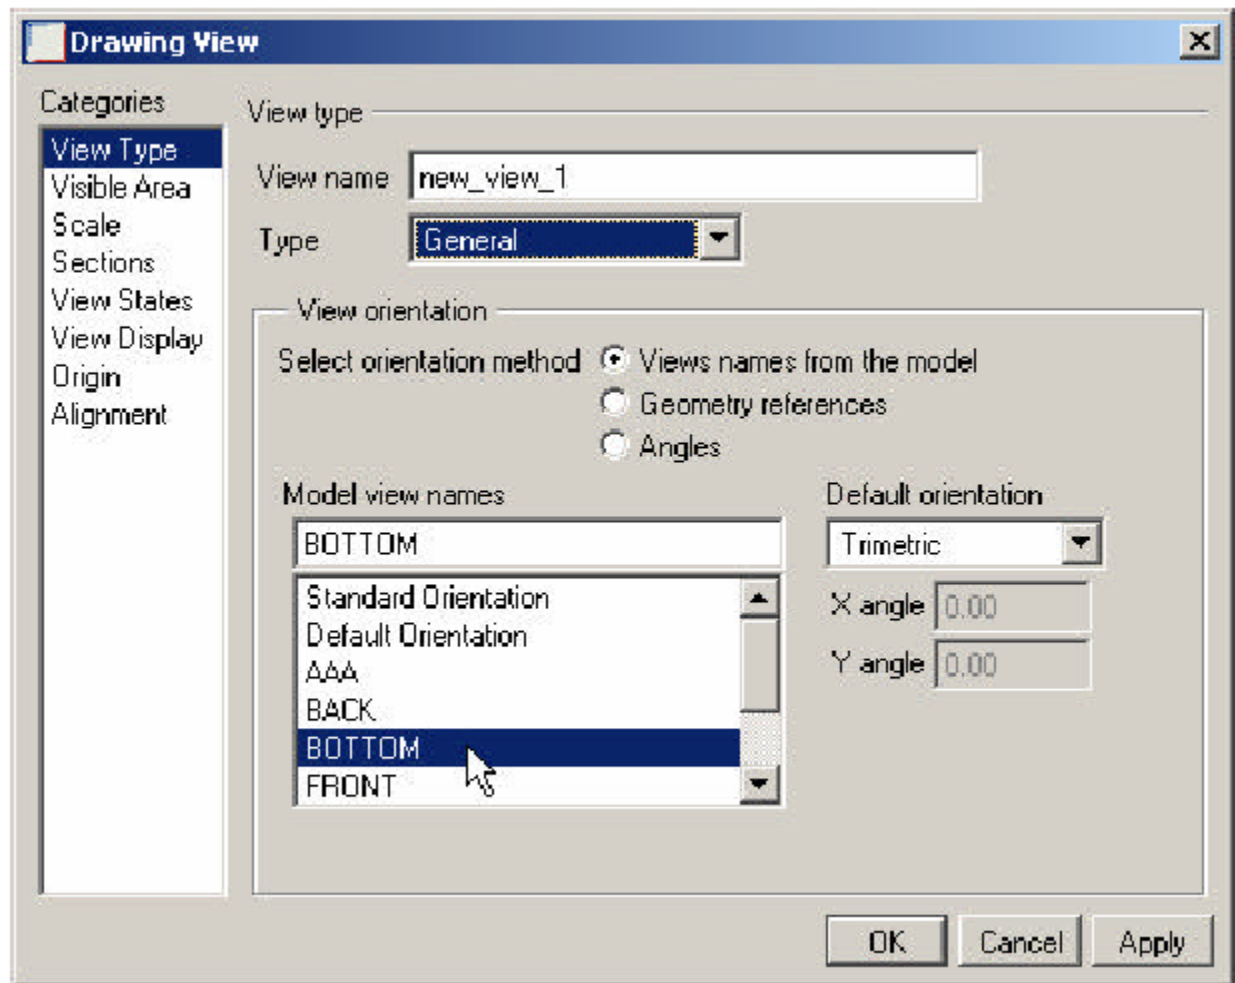 Drawing View
Categories
View Type
Visible Area
Scale
Sections
View States
View Display
Origin
Alignment
View type
View name new_view_1
Type General
View orientation
Select orientation method Views names from the model
Geometry references
Angles
Model view names
BOTTOM
Standard Orientation
Default Orientation
AAA
BACK
BOTTOM
FRONT
Default orientation
Trimetric
X angle 0.00
Y angle 0.00
OK Cancel Apply